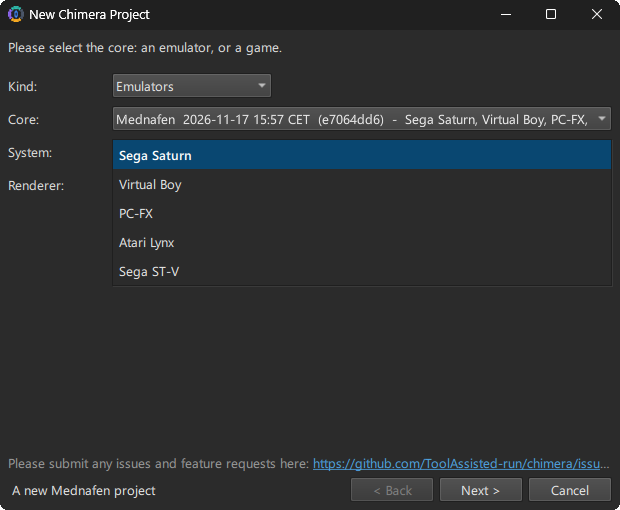 New Chimera Project
Please select the core: an emulator, or a game.
Kind: Emulators
Core: Mednafen 2026-11-17 15:57 CET (e7064dd6) - Sega Saturn, Virtual Boy, PC-FX,
System: Sega Saturn
Renderer: Virtual Boy
PC-FX
Atari Lynx
Sega ST-V
Please submit any issues and feature requests here: https://github.com/ToolAssisted-run/chimera/issu...
A new Mednafen project < Back Next > Cancel